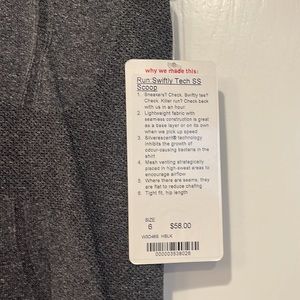 why we made this:
Run:Swiftly Tech SS
Scoop
1. Sneakers? Check. Swiftly tee?
Check. Killer run? Check back
with us in an hour!
2. Lightweight fabric with
seamless construction is great
as a base layer or on its own
when we pick up speed
3. Silverescent® technology
inhibits the growth of
odour-causing bacteria in the
shirt
4. Mesh venting strategically
placed in high-sweat areas to
encourage airflow
5. Where there are seams, they
are flat to reduce chafing
6. Tight fit, hip length
SIZE
6 $58.00
HBLK